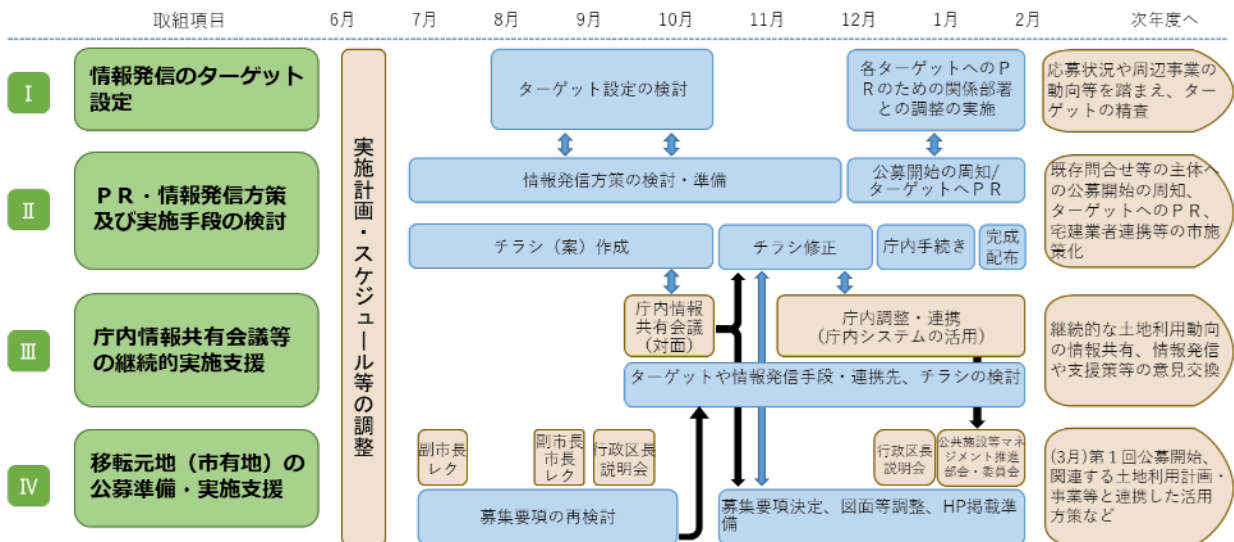 取組項目
6月
7月
8月
9月
10月
11月
12月
1月
2月
次年度へ
Ⅰ
情報発信のターゲット
設定
実施計画・スケジュール等の調整
ターゲット設定の検討
各ターゲットへのP
Rのための関係部署
との調整の実施
応募状況や周辺事業の
動向等を踏まえ、ター
ゲットの精査
Ⅱ
PR・情報発信方策
及び実施手段の検討
情報発信方策の検討・準備
公募開始の周知/
ターゲットへPR
チラシ(案)作成
チラシ修正
庁内手続き
完成
配布
既存問合せ等の主体へ
の公募開始の周知、
ターゲットへのPR、
宅建業者連携等の市施
策化
Ⅲ
庁内情報共有会議等
の継続的実施支援
庁内情報
共有会議
(対面)
庁内調整・連携
(庁内システムの活用)
ターゲットや情報発信手段・連携先、チラシの検討
継続的な土地利用動向
の情報共有、情報発信
や支援策等の意見交換
Ⅳ
移転元地(市有地)の
公募準備・実施支援
副市長
レク
副市長
市長レ
ク
行政区長
説明会
行政区長
説明会
公共施設等マネ
ジメント推進
部会・委員会
募集要項の再検討
募集要項決定、図面等調整、HP掲載準
備
(3月)第1回公募開始、
関連する土地利用計画・
事業等と連携した活用
方策など